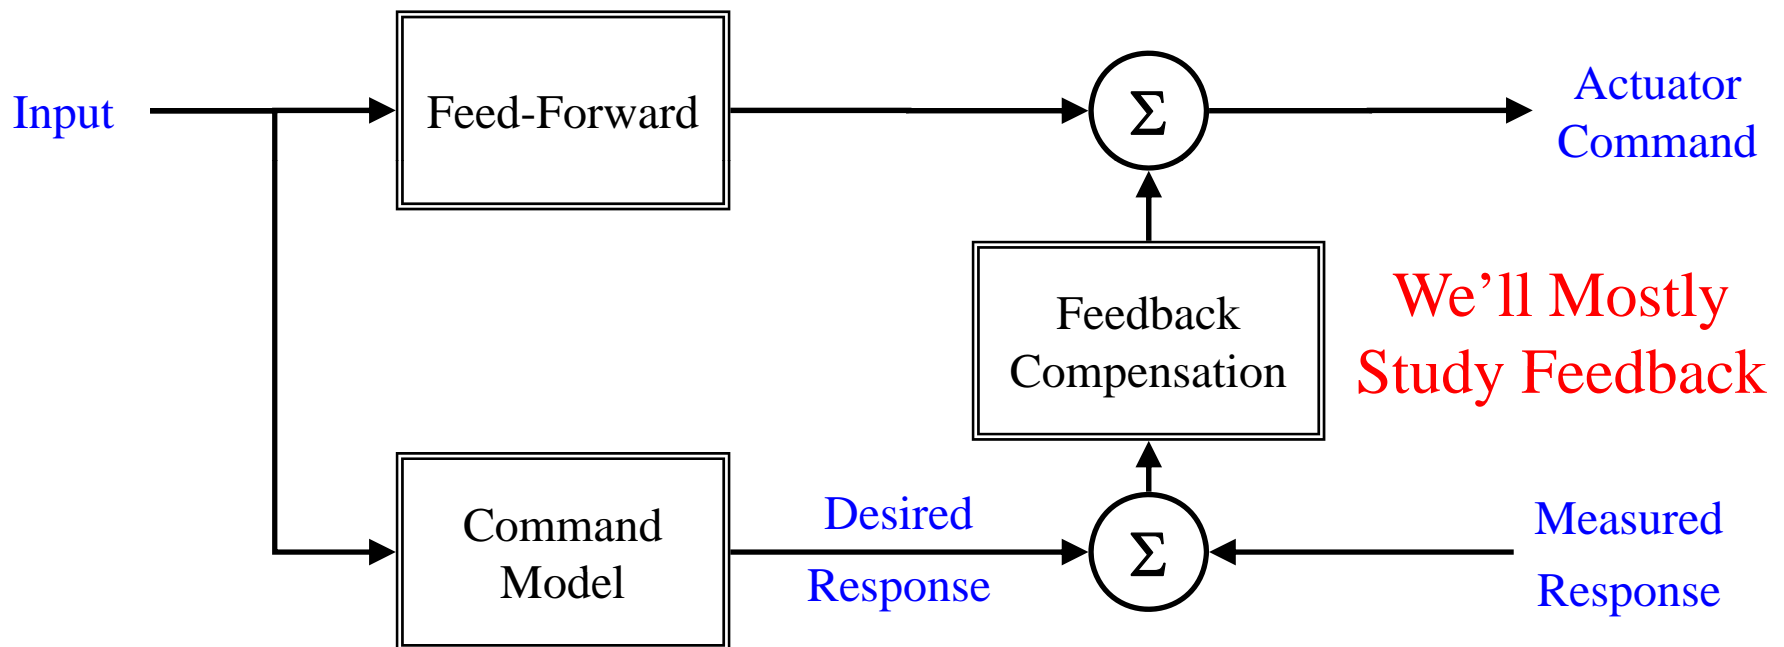 Input
Feed-Forward
Σ
Actuator
Command
Feedback
Compensation
We’ll Mostly
Study Feedback
Command
Model
Desired
Response
Σ
Measured
Response